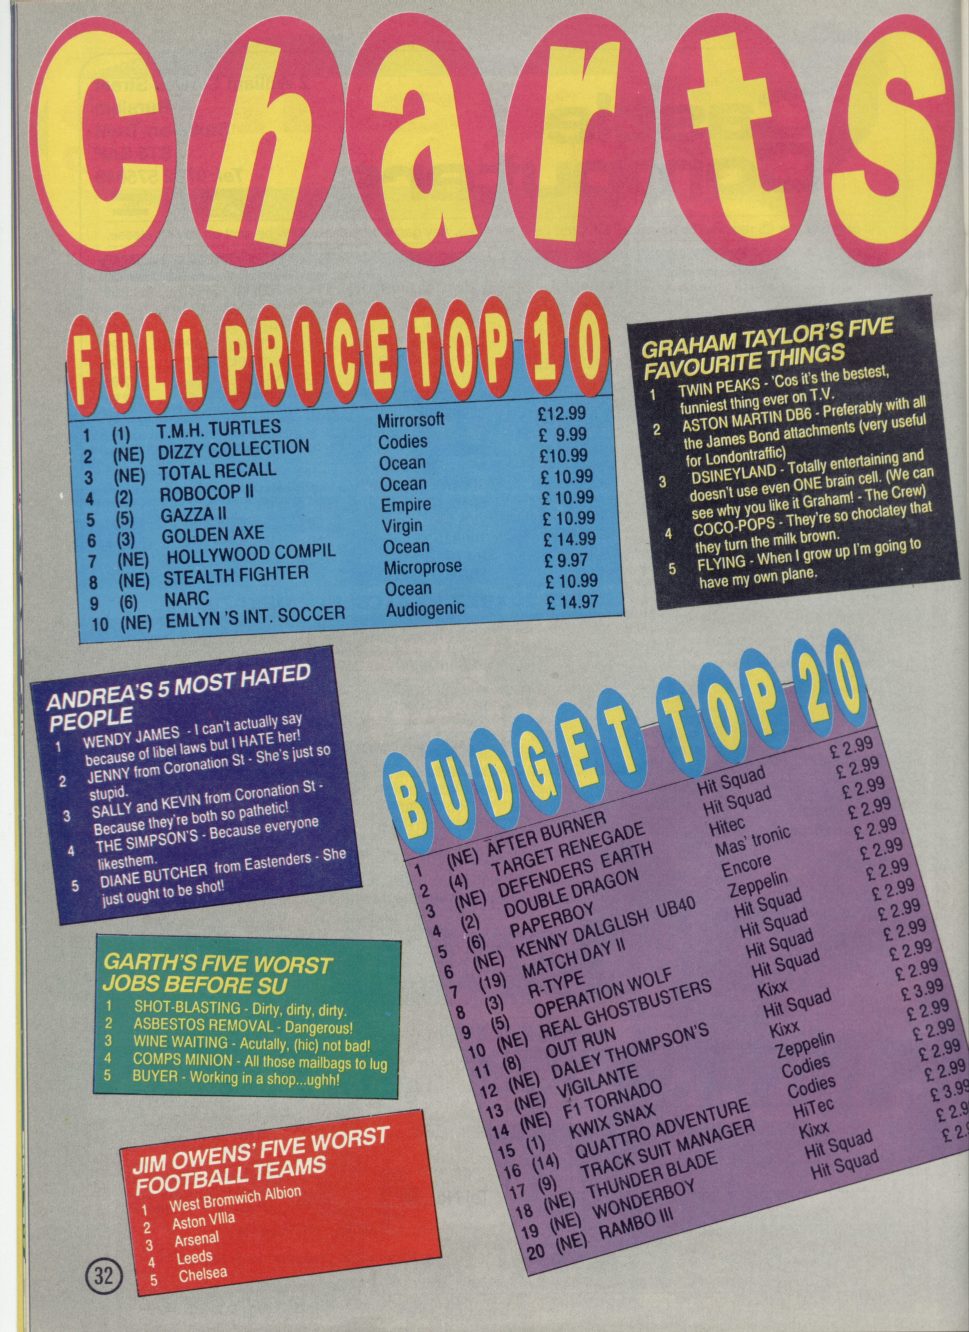 Charts
FULL PRICE TOP 10
1 (1) T.M.H. TURTLES Mirrorsoft £12.99
2 (NE) DIZZY COLLECTION Codies £ 9.99
3 (NE) TOTAL RECALL Ocean £10.99
4 (2) ROBOCOP II Ocean £ 10.99
5 (5) GAZZA II Empire £ 10.99
6 (3) GOLDEN AXE Virgin £ 10.99
7 (NE) HOLLYWOOD COMPIL Ocean £ 14.99
8 (NE) STEALTH FIGHTER Microprose £ 9.97
9 (6) NARC Ocean £ 10.99
10 (NE) EMLYN 'S INT. SOCCER Audiogenic £ 14.97
GRAHAM TAYLOR'S FIVE
FAVOURITE THINGS
1 TWIN PEAKS - 'Cos it's the bestest,
funniest thing ever on T.V.
2 ASTON MARTIN DB6 - Preferably with all
the James Bond attachments (very useful
for Londontraffic)
3 DSINEYLAND - Totally entertaining and
doesn't use even ONE brain cell. (We can
see why you like it Graham! - The Crew)
4 COCO-POPS - They're so choclatey that
they turn the milk brown.
5 FLYING - When I grow up I'm going to
have my own plane.
ANDREA'S 5 MOST HATED
PEOPLE
1 WENDY JAMES - I can't actually say
because of libel laws but I HATE her!
2 JENNY from Coronation St - She's just so
stupid.
3 SALLY and KEVIN from Coronation St -
Because they're both so pathetic!
4 THE SIMPSON'S - Because everyone
likesthem.
5 DIANE BUTCHER from Eastenders - She
just ought to be shot!
BUDGET TOP 20
1 (NE) AFTER BURNER Hit Squad £ 2.99
2 (4) TARGET RENEGADE Hit Squad £ 2.99
3 (NE) DEFENDERS EARTH Hitec £ 2.99
4 (2) DOUBLE DRAGON Mas' tronic £ 2.99
5 (6) PAPERBOY Encore £ 2.99
6 (NE) KENNY DALGLISH UB40 Zeppelin £ 2.99
7 (19) MATCH DAY II Hit Squad £ 2.99
8 (3) R-TYPE Hit Squad £ 2.99
9 (5) OPERATION WOLF Hit Squad £ 2.99
10 (NE) REAL GHOSTBUSTERS Hit Squad £ 2.99
11 (8) OUT RUN Kixx £ 2.99
12 (NE) DALEY THOMPSON'S Hit Squad £ 2.99
13 (NE) VIGILANTE Kixx £ 3.99
14 (NE) F1 TORNADO Zeppelin £ 2.99
15 (1) KWIX SNAX Codies £ 2.99
16 (14) QUATTRO ADVENTURE Codies £ 2.99
17 (9) TRACK SUIT MANAGER HiTec £ 2.99
18 (NE) THUNDER BLADE Kixx £ 3.99
19 (NE) WONDERBOY Hit Squad £ 2.9
20 (NE) RAMBO III Hit Squad £ 2.
GARTH'S FIVE WORST
JOBS BEFORE SU
1 SHOT-BLASTING - Dirty, dirty, dirty.
2 ASBESTOS REMOVAL - Dangerous!
3 WINE WAITING - Acutally, (hic) not bad!
4 COMPS MINION - All those mailbags to lug
5 BUYER - Working in a shop...ughh!
JIM OWENS' FIVE WORST
FOOTBALL TEAMS
1 West Bromwich Albion
2 Aston VIlla
3 Arsenal
4 Leeds
5 Chelsea
32